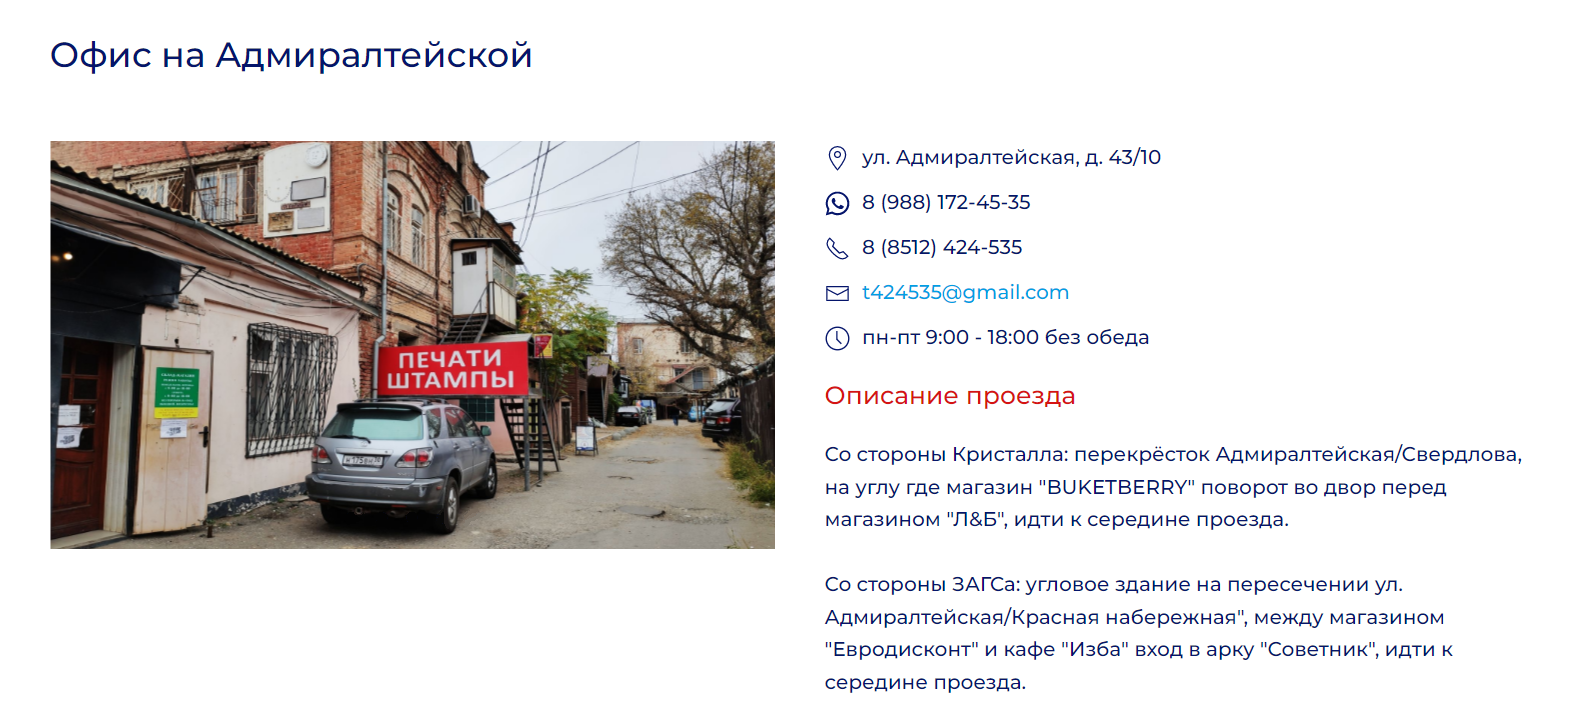 Офис на Адмиралтейской
ПЕЧАТИ
ШТАМПЫ
ул. Адмиралтейская, д. 43/10
8 (988) 172-45-35
8 (8512) 424-535
t424535@gmail.com
пн-пт 9:00 - 18:00 без обеда
Описание проезда
Со стороны Кристалла: перекрёсток Адмиралтейская/Свердлова,
на углу где магазин "BUKETBERRY" поворот во двор перед
магазином "Л&Б", идти к середине проезда.
Со стороны ЗАГСа: угловое здание на пересечении ул.
Адмиралтейская/Красная набережная", между магазином
"Евродисконт" и кафе "Изба" вход в арку "Советник", идти к
середине проезда.